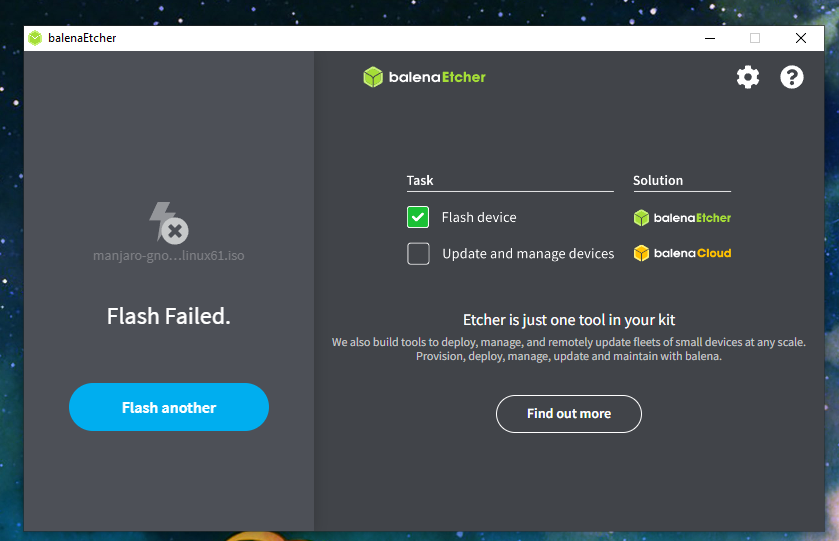 balenaEtcher
balenaEtcher
manjaro-gno...linux61.iso
Flash Failed.
Flash another
Task
Solution
Flash device
balenaEtcher
Update and manage devices
balenaCloud
Etcher is just one tool in your kit
We also build tools to deploy, manage, and remotely update fleets of small devices at any scale.
Provision, deploy, manage, update and maintain with balena.
Find out more